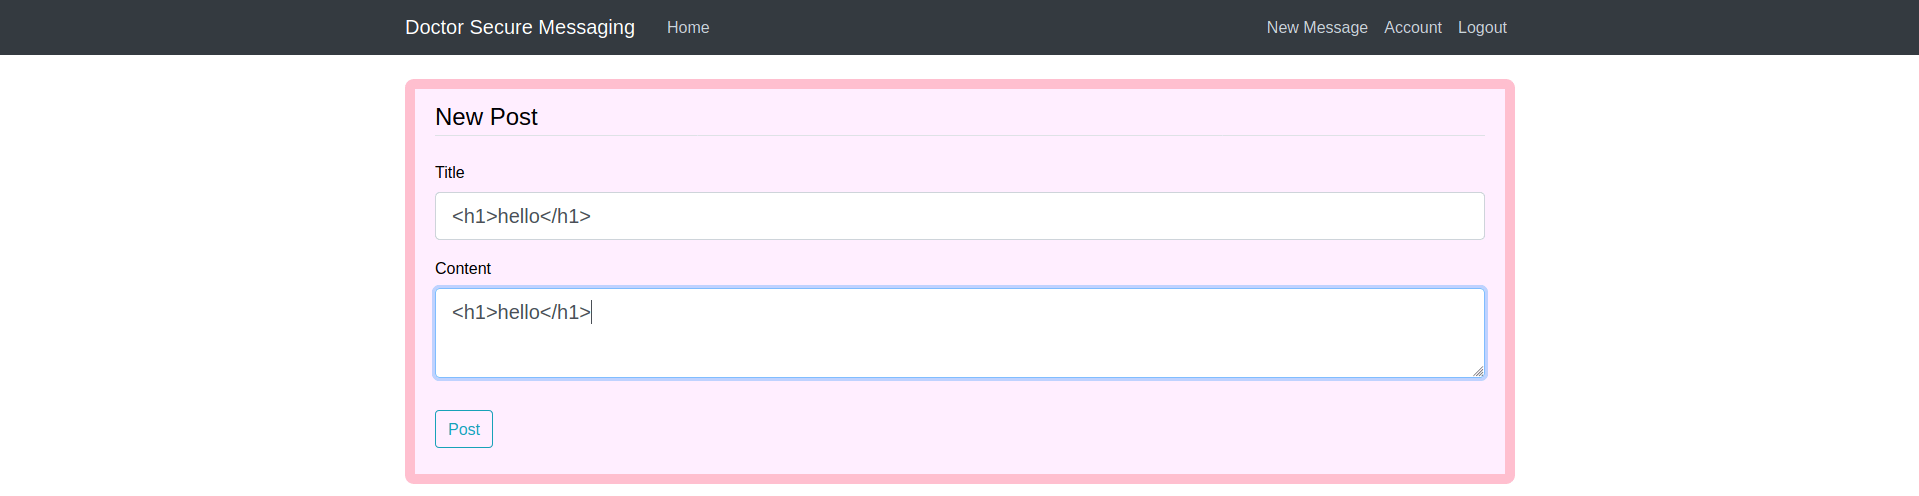 Doctor Secure Messaging Home New Message Account Logout
New Post
Title
<h1>hello</h1>
Content
<h1>hello</h1>
Post